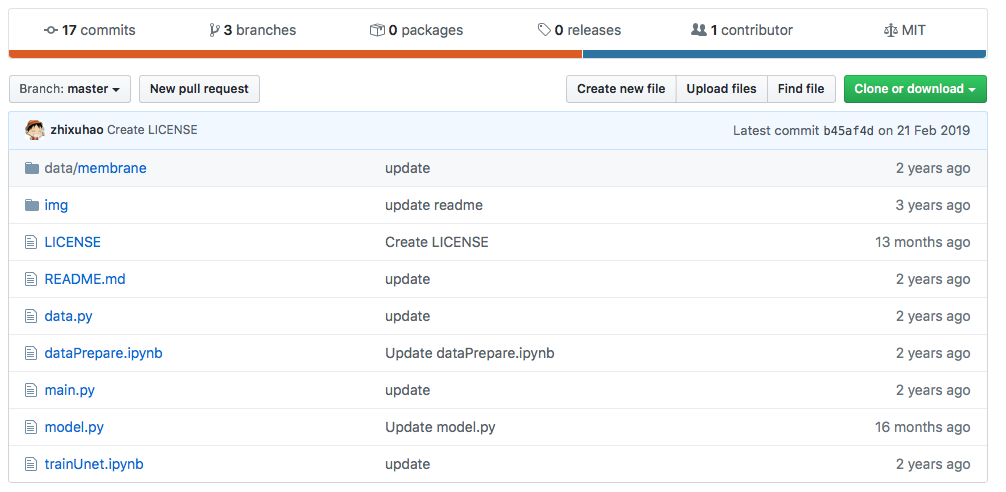 17 commits 3 branches 0 packages 0 releases 1 contributor MIT
Branch: master New pull request Create new file Upload files Find file Clone or download
zhixuhao Create LICENSE Latest commit b45af4d on 21 Feb 2019
data/membrane update 2 years ago
img update readme 3 years ago
LICENSE Create LICENSE 13 months ago
README.md update 2 years ago
data.py update 2 years ago
dataPrepare.ipynb Update dataPrepare.ipynb 2 years ago
main.py update 2 years ago
model.py Update model.py 16 months ago
trainUnet.ipynb update 2 years ago